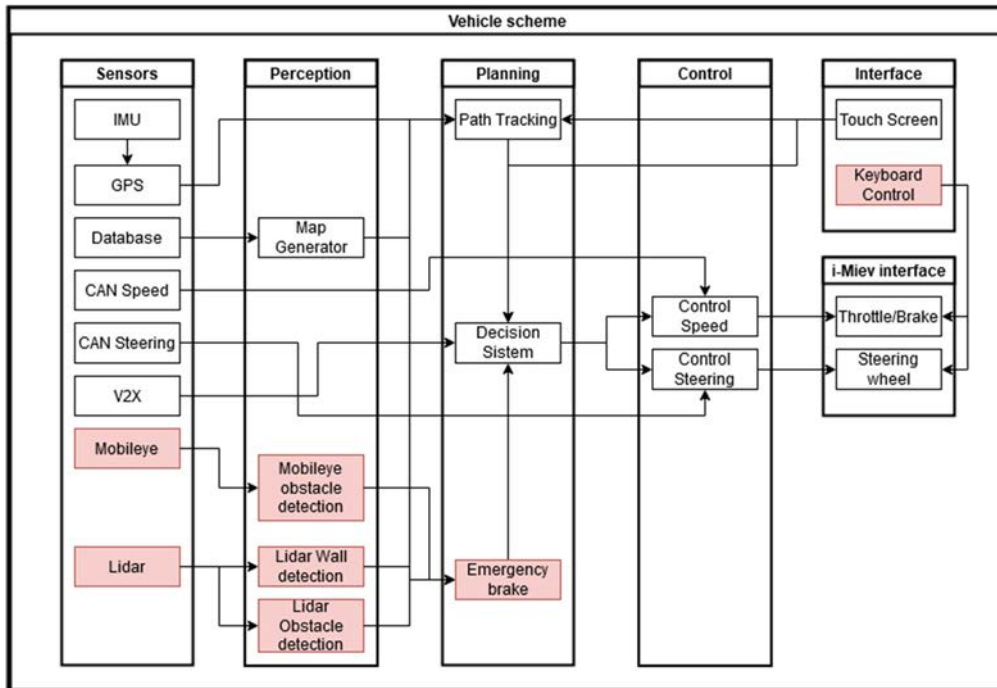 Vehicle scheme
Sensors
IMU
GPS
Database
CAN Speed
CAN Steering
V2X
Mobileye
Lidar
Perception
Map
Generator
Mobileye
obstacle
detection
Lidar Wall
detection
Lidar
Obstacle
detection
Planning
Path Tracking
Decision
Sistem
Emergency
brake
Control
Control
Speed
Control
Steering
Interface
Touch Screen
Keyboard
Control
i-Miev interface
Throttle/Brake
Steering
wheel